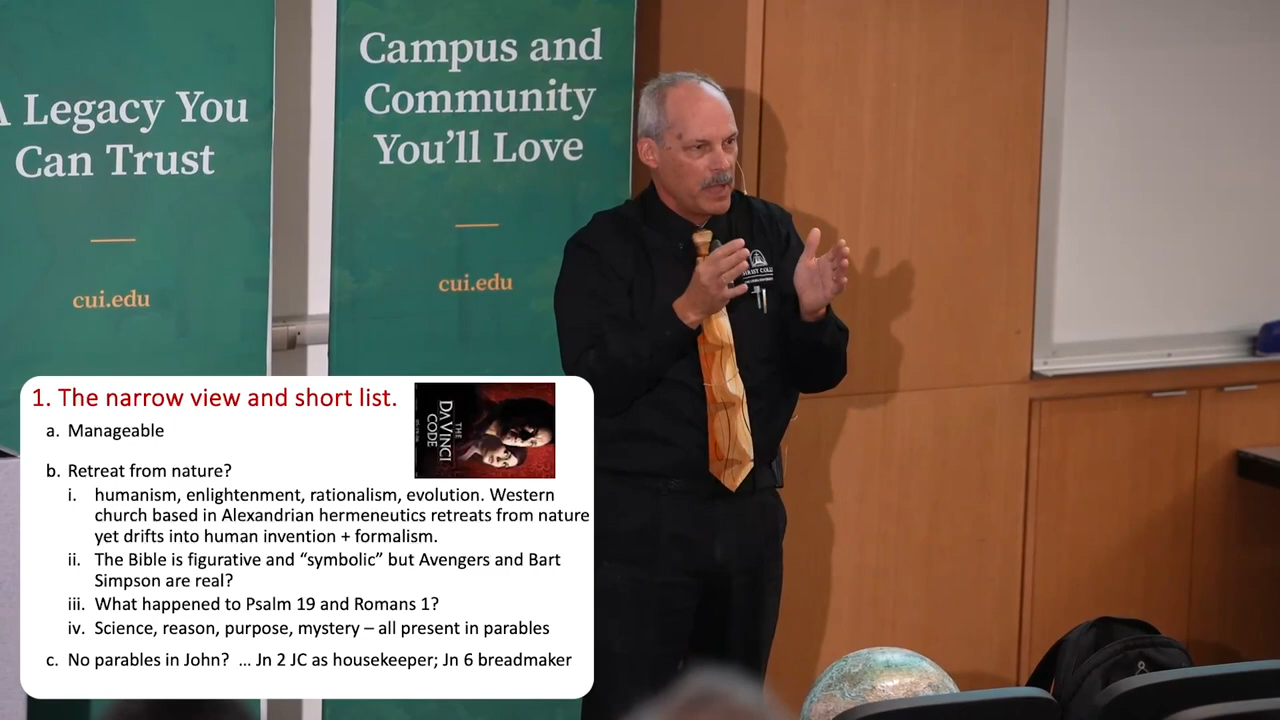 A Legacy You
Can Trust
cui.edu
Campus and
Community
You'll Love
cui.edu
1. The narrow view and short list.
a. Manageable
b. Retreat from nature?
i. humanism, enlightenment, rationalism, evolution. Western
church based in Alexandrian hermeneutics retreats from nature
yet drifts into human invention + formalism.
ii. The Bible is figurative and “symbolic” but Avengers and Bart
Simpson are real?
iii. What happened to Psalm 19 and Romans 1?
iv. Science, reason, purpose, mystery – all present in parables
c. No parables in John? ... Jn 2 JC as housekeeper; Jn 6 breadmaker
THE
DAVINCI
CODE